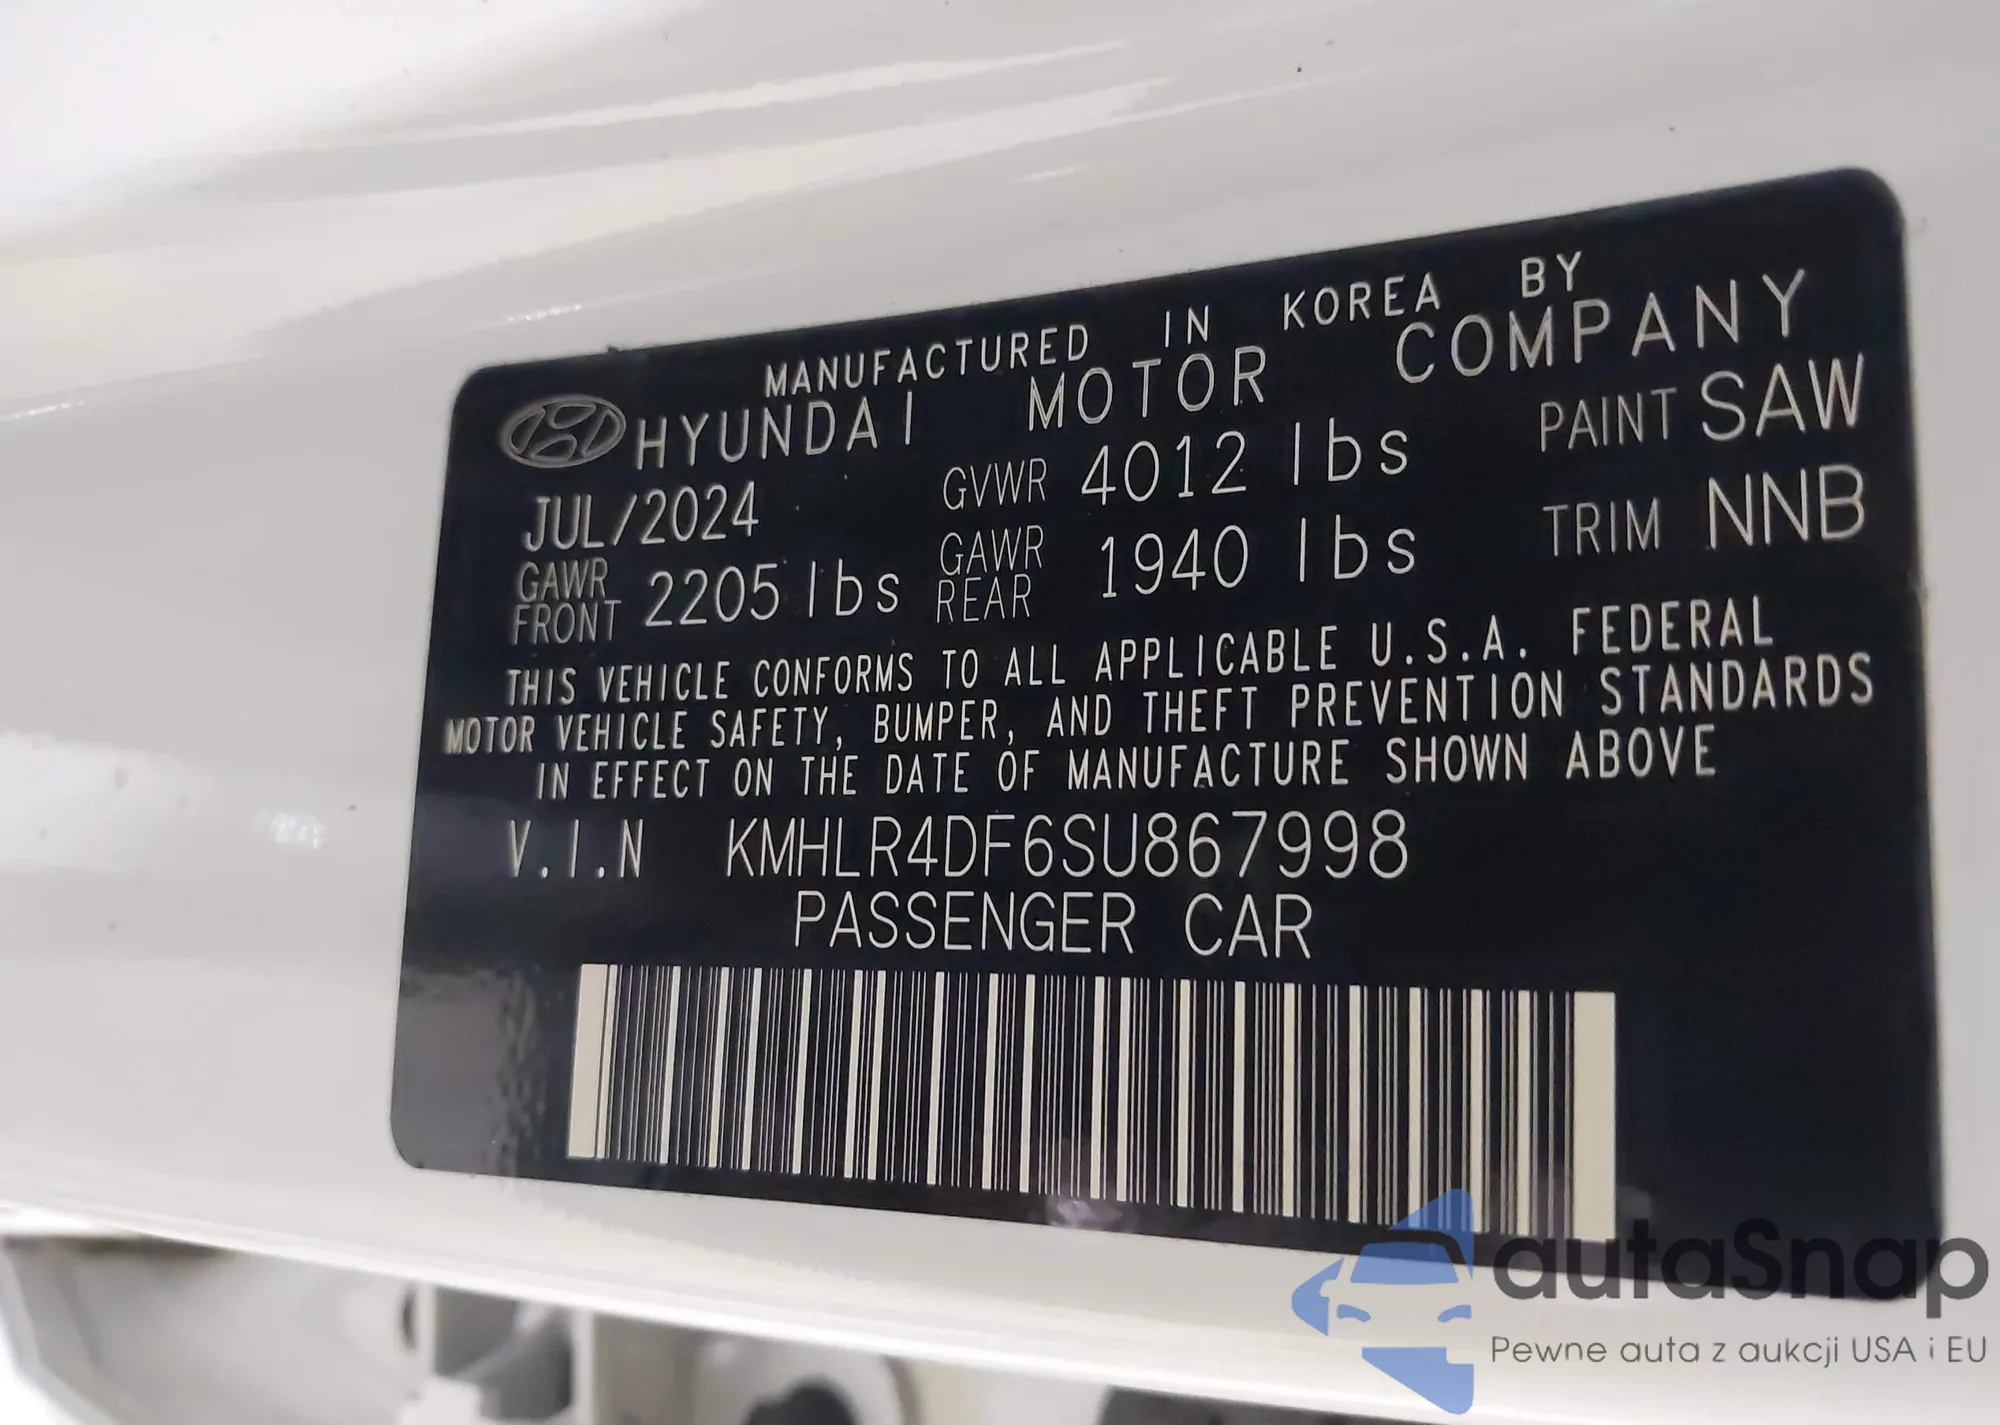 MANUFACTURED IN KOREA BY
HYUNDAI MOTOR COMPANY
JUL/2024 GVWR 4012 lbs PAINT SAW
GAWR FRONT 2205 lbs GAWR REAR 1940 lbs TRIM NNB
THIS VEHICLE CONFORMS TO ALL APPLICABLE U.S.A. FEDERAL
MOTOR VEHICLE SAFETY, BUMPER, AND THEFT PREVENTION STANDARDS
IN EFFECT ON THE DATE OF MANUFACTURE SHOWN ABOVE
V.I.N KMHLR4DF6SU867998
PASSENGER CAR
autaSnap
Pewne auta z aukcji USA i EU